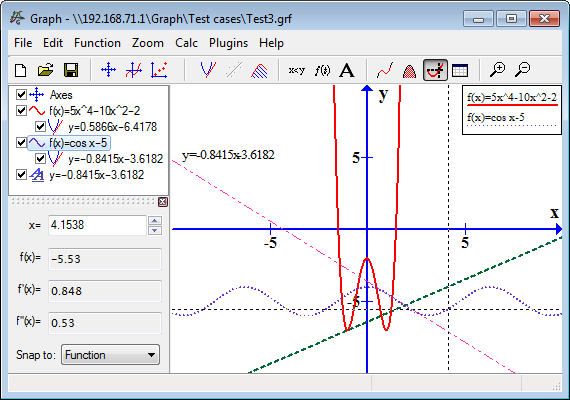 Graph - \\192.168.71.1\Graph\Test cases\Test3.grf
File Edit Function Zoom Calc Plugins Help
x<y f(x) A
Axes
f(x)=5x^4-10x^2-2
y=0.5866x-6.4178
f(x)=cos x-5
y=-0.8415x-3.6182
y=-0.8415x-3.6182
x= 4.1538
f(x)= -5.53
f'(x)= 0.848
f''(x)= 0.53
Snap to: Function
y
f(x)=5x^4-10x^2-2
f(x)=cos x-5
5
y=-0.8415x-3.6182
x
-5 5
-5